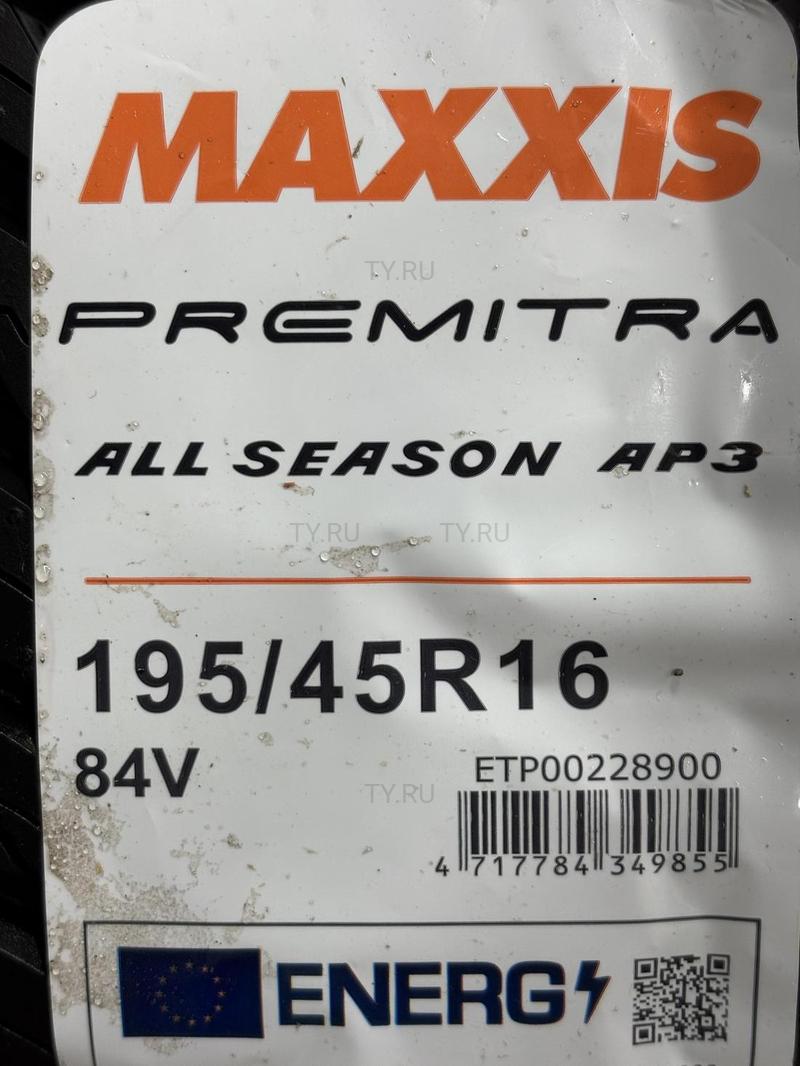 MAXXIS
TY.RU
PREMITRA
ALL SEASON AP3
TY.RU TY.RU
195/45R16
84V
ETP00228900
TY.RU
4 717784 349855
ENERG